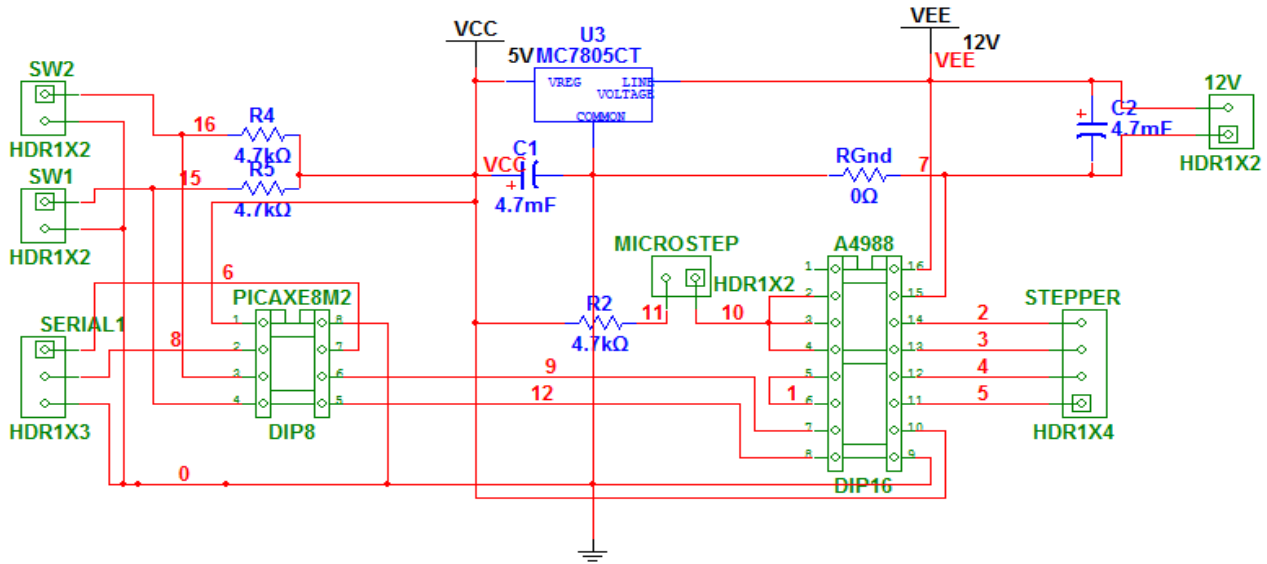 VCC
5V
U3
MC7805CT
VREG
LINE
VOLTAGE
COMMON
VEE
12V
VEE
SW2
HDR1X2
16
R4
4.7kΩ
SW1
HDR1X2
15
R5
4.7kΩ
VCC
C1
+
4.7mF
RGnd
0Ω
7
+
C2
4.7mF
12V
HDR1X2
6
SERIAL1
HDR1X3
8
PICAXE8M2
1
2
3
4
8
7
6
5
DIP8
MICROSTEP
HDR1X2
R2
4.7kΩ
11
10
9
12
1
A4988
1
2
3
4
5
6
7
8
16
15
14
13
12
11
10
9
DIP16
STEPPER
2
3
4
5
HDR1X4
0